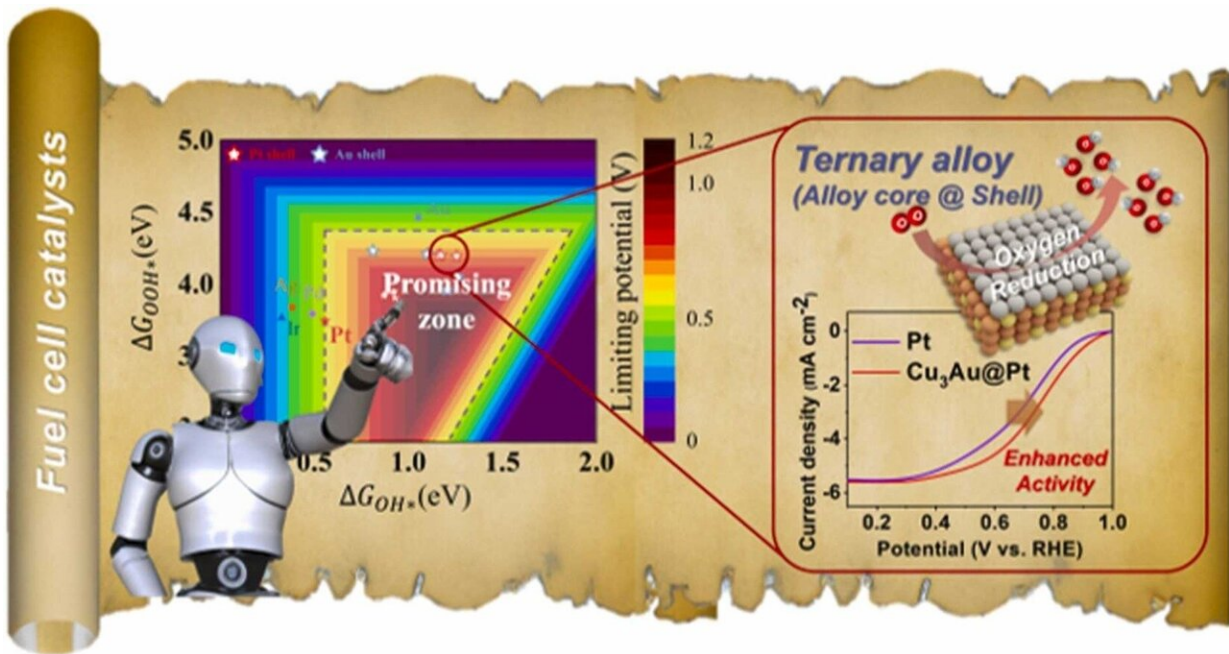 Fuel cell catalysts
5.0
4.5
4.0
ΔG_OOH* (eV)
Pt shell
Au shell
Ir
Pt
Promising
zone
0.5
1.0
1.5
2.0
ΔG_OH* (eV)
1.2
1.0
0.5
0
Limiting potential (V)
Ternary alloy
(Alloy core @ Shell)
O O
Oxygen
Reduction
0
-2
-4
-6
Current density (mA cm⁻²)
Pt
Cu₃Au@Pt
Enhanced
Activity
0.2 0.4 0.6 0.8 1.0
Potential (V vs. RHE)